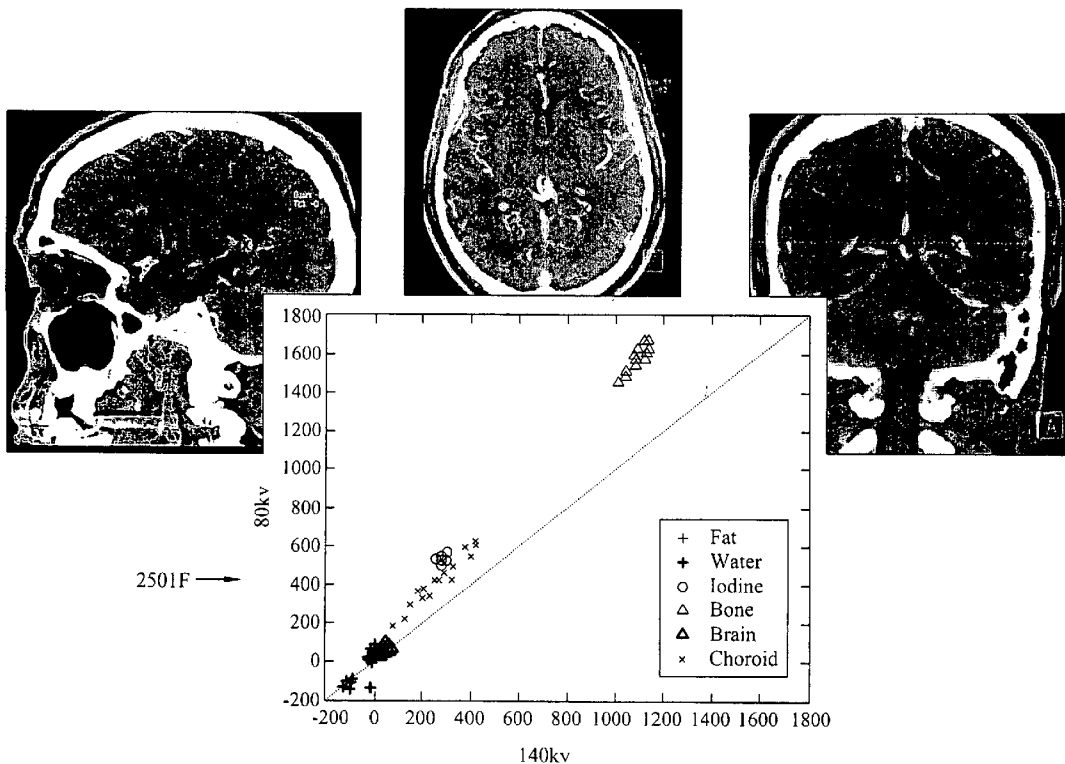 1800
1600
1400
1200
1000
800
600
400
200
0
-200
80kv
-200 0 200 400 600 800 1000 1200 1400 1600 1800
140kv
+ Fat
+ Water
○ Iodine
△ Bone
△ Brain
× Choroid
2501F
A